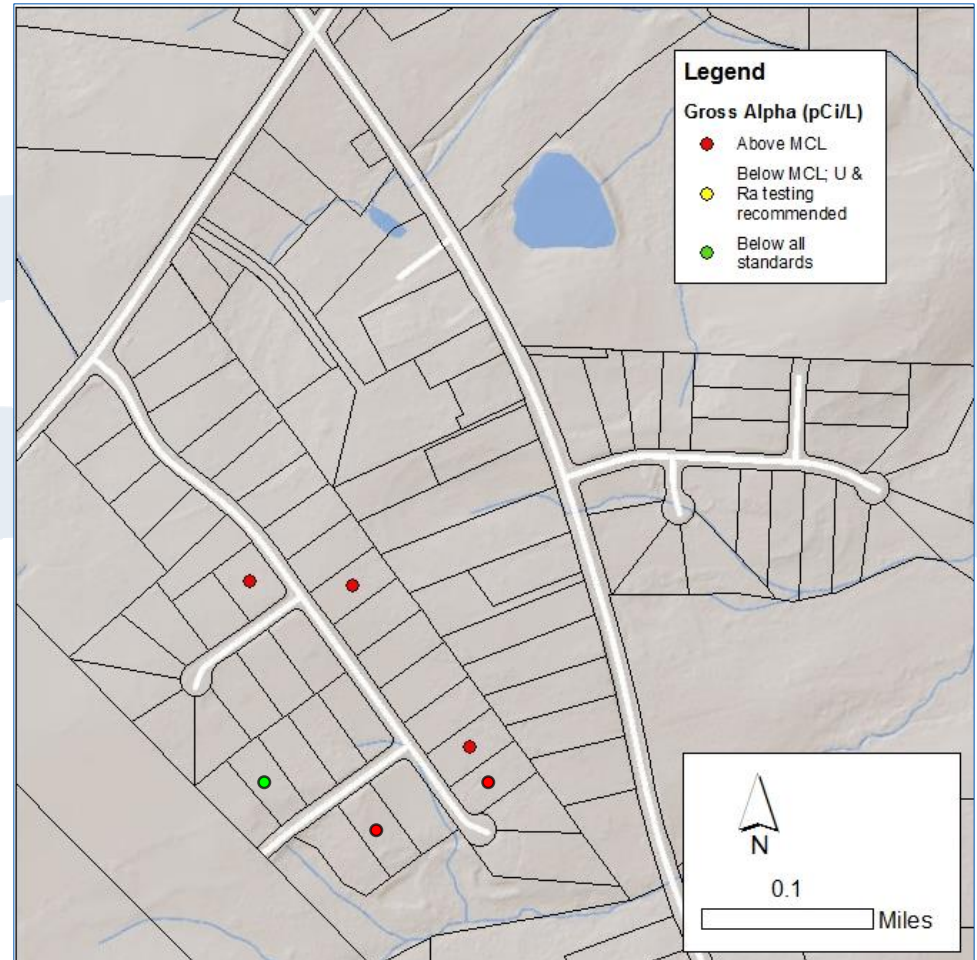 Legend
Gross Alpha (pCi/L)
Above MCL
Below MCL; U &
Ra testing
recommended
Below all
standards
N
0.1
Miles